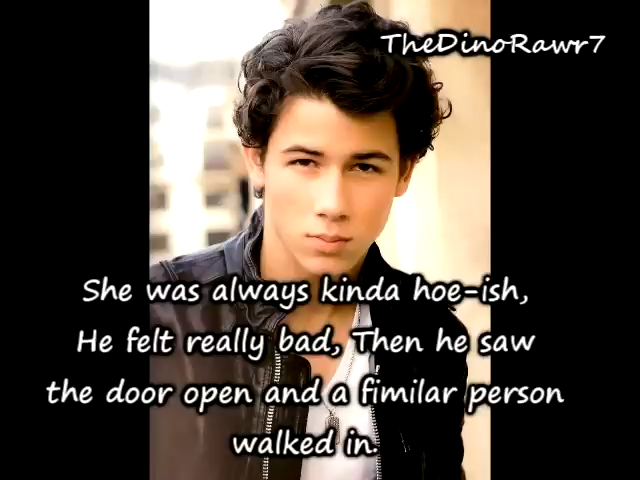 TheDinoRawr7
She was always kinda hoe-ish,
He felt really bad, Then he saw
the door open and a fimilar person
walked in.